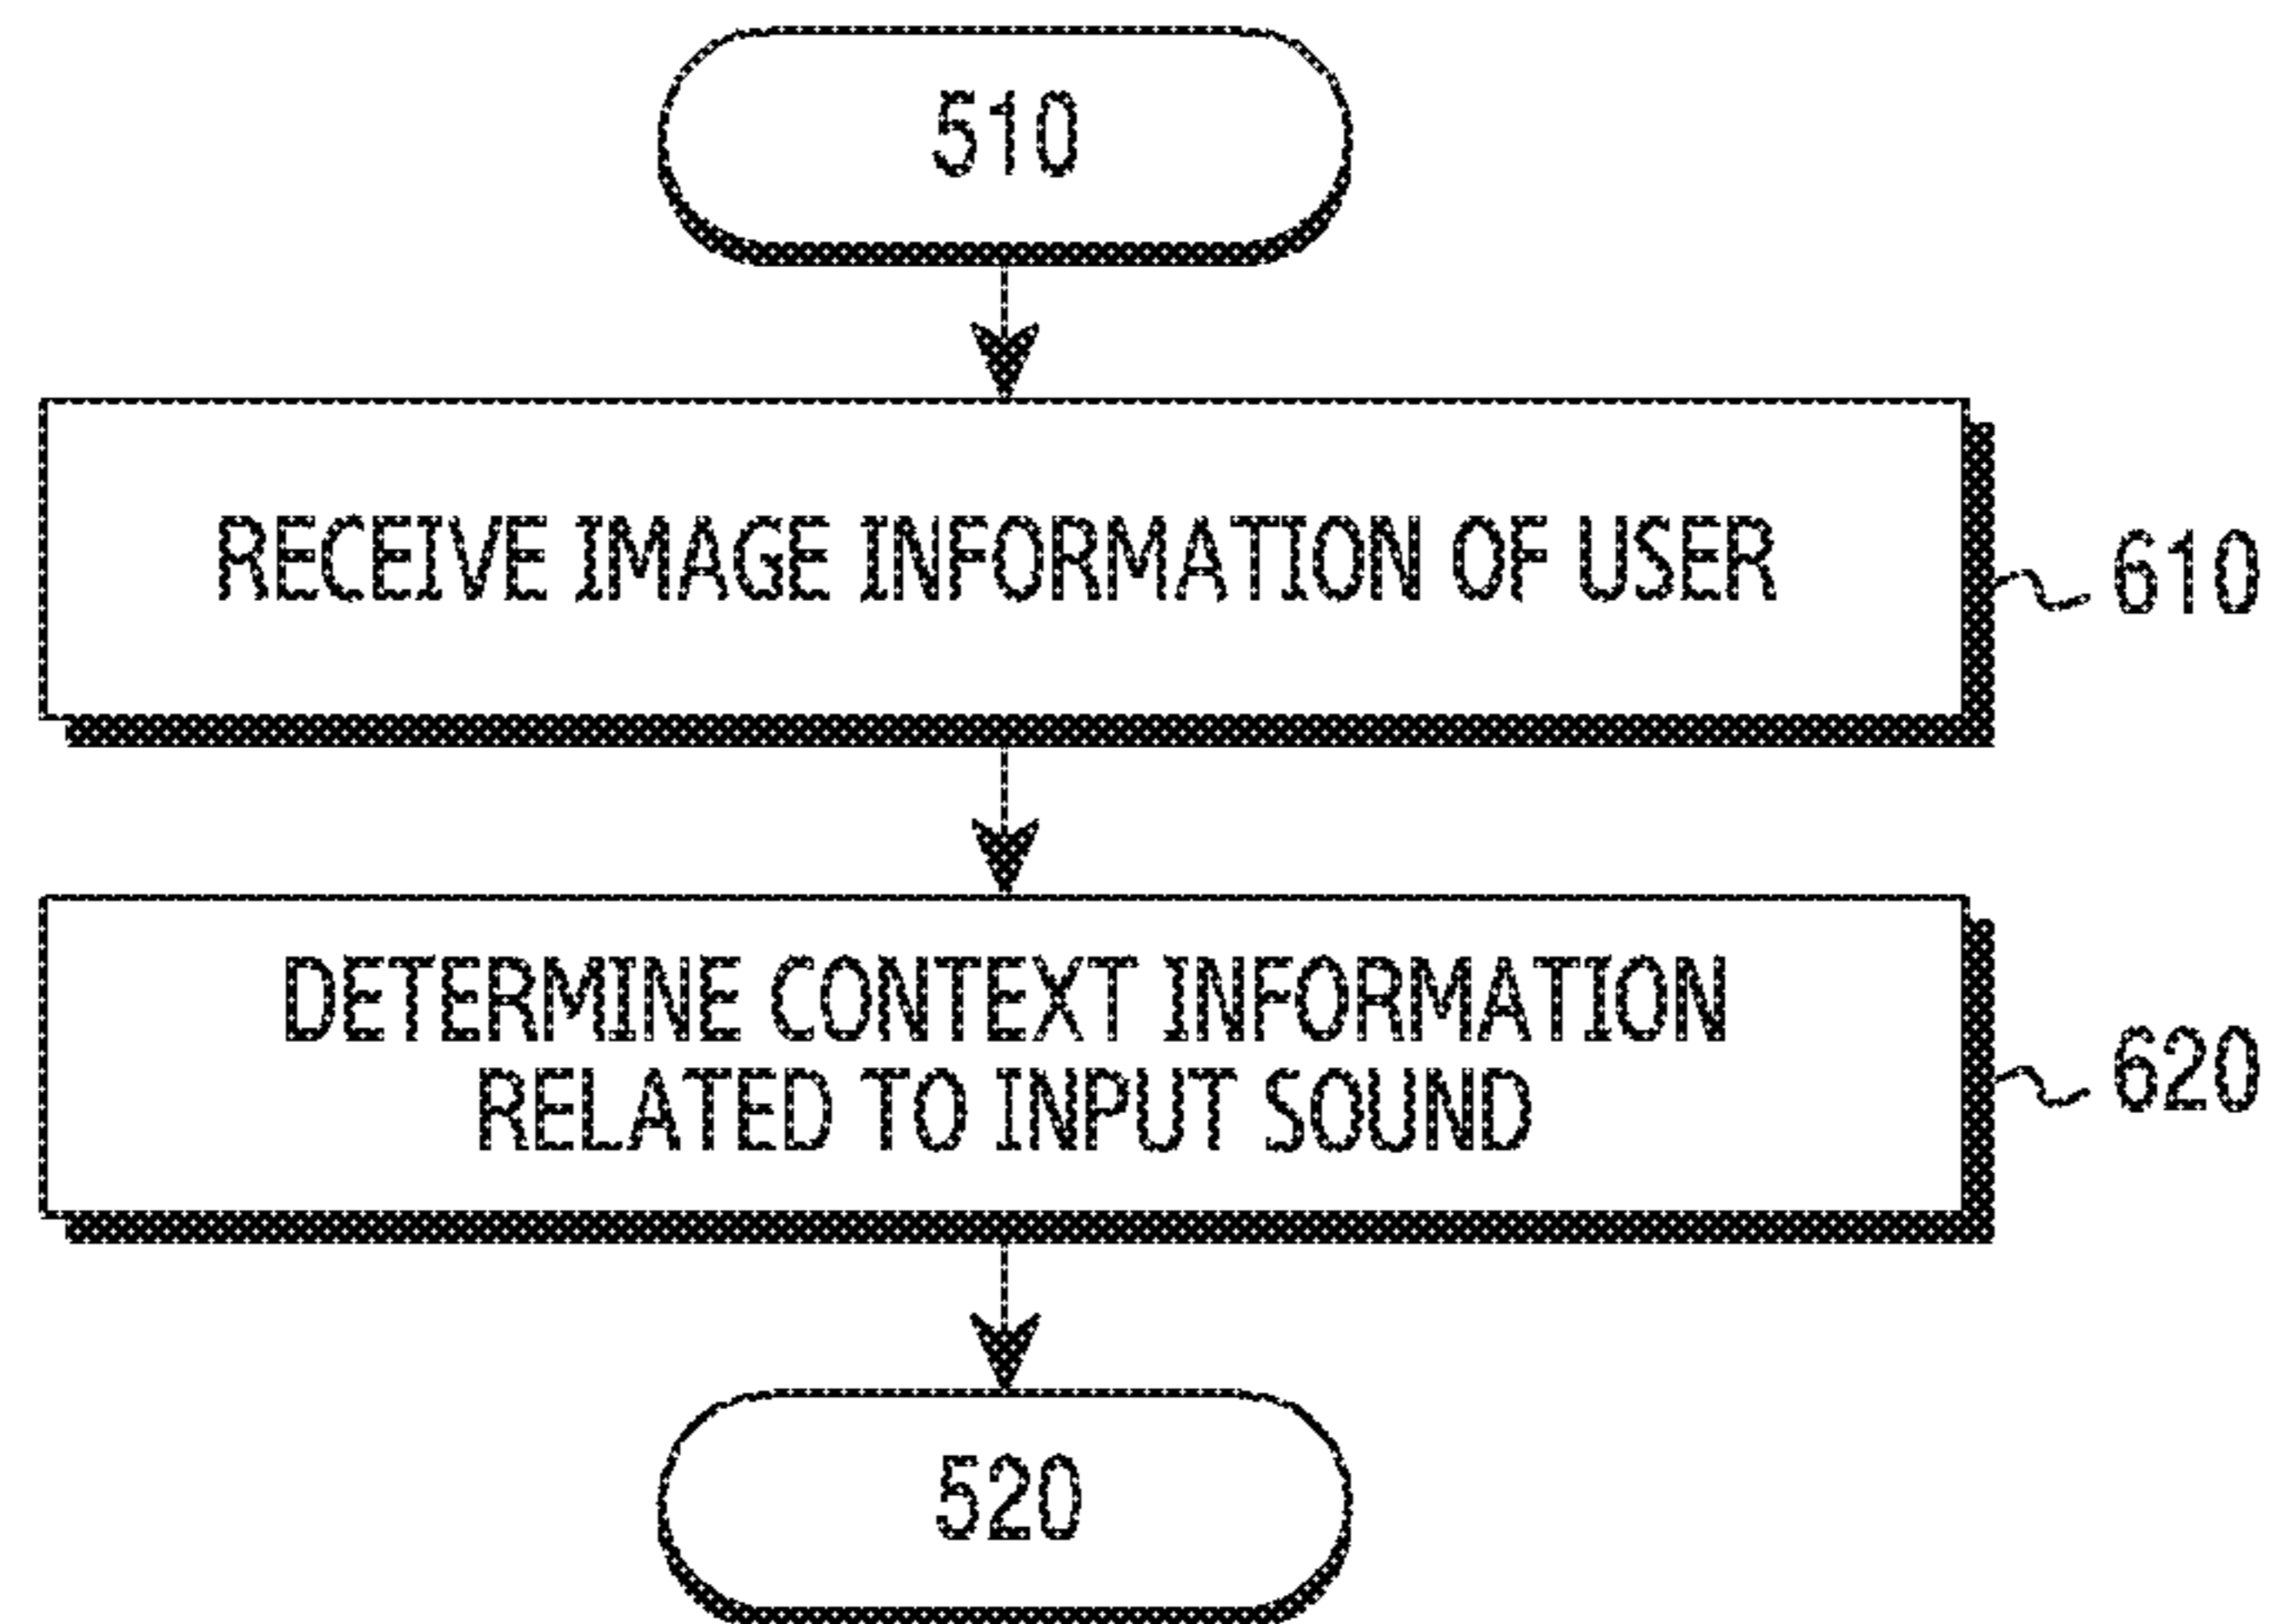 510
RECEIVE IMAGE INFORMATION OF USER
610
DETERMINE CONTEXT INFORMATION
RELATED TO INPUT SOUND
620
520